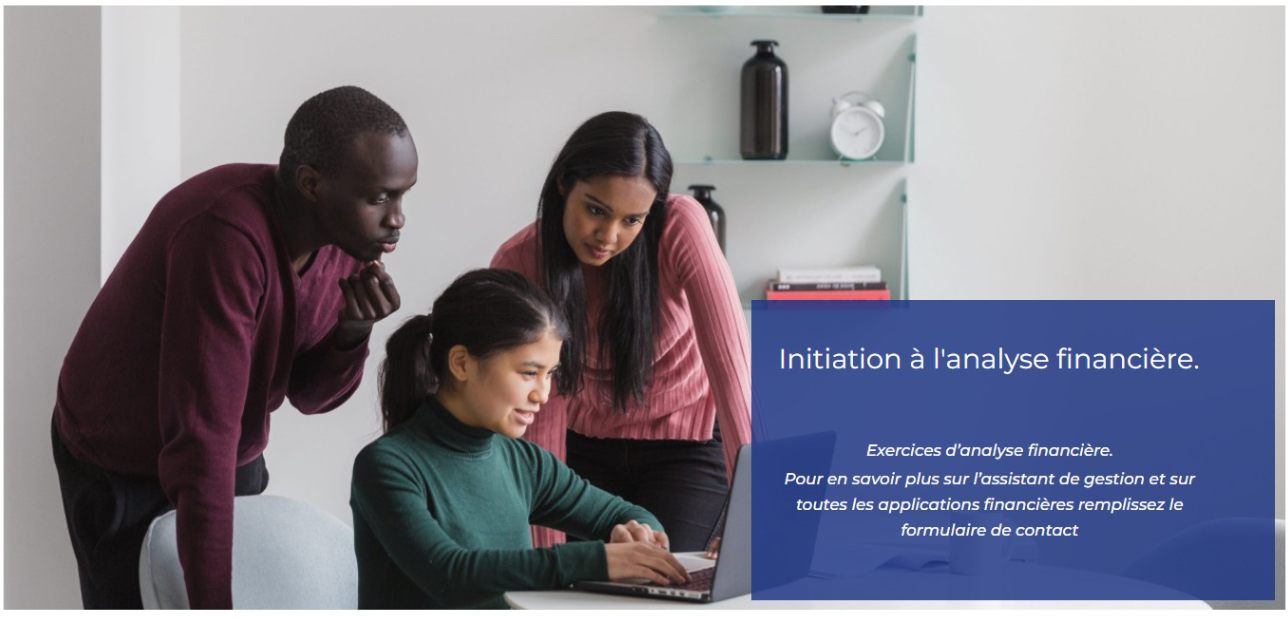 Initiation à l'analyse financière.
Exercices d’analyse financière.
Pour en savoir plus sur l’assistant de gestion et sur
toutes les applications financières remplissez le
formulaire de contact